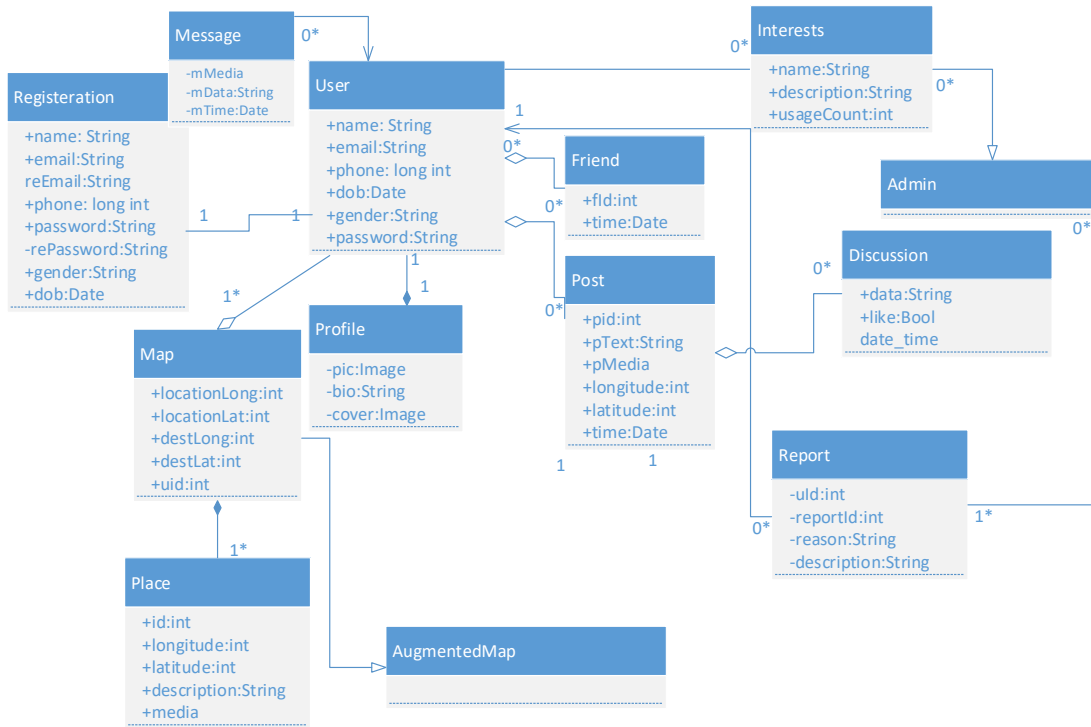 Message
-mMedia
-mData:String
-mTime:Date
0*
Registeration
+name: String
+email:String
reEmail:String
+phone: long int
+password:String
-rePassword:String
+gender:String
+dob:Date
1
1
User
+name: String
+email:String
+phone: long int
+dob:Date
+gender:String
+password:String
0*
Interests
+name:String
+description:String
+usageCount:int
0*
1
0*
Friend
+fId:int
+time:Date
0*
Admin
0*
Discussion
+data:String
+like:Bool
date_time
0*
Post
+pid:int
+pText:String
+pMedia
+longitude:int
+latitude:int
+time:Date
0*
1
1
1*
1
1
Profile
-pic:Image
-bio:String
-cover:Image
Map
+locationLong:int
+locationLat:int
+destLong:int
+destLat:int
+uid:int
Report
-uId:int
-reportId:int
-reason:String
-description:String
0*
1*
1*
Place
+id:int
+longitude:int
+latitude:int
+description:String
+media
AugmentedMap